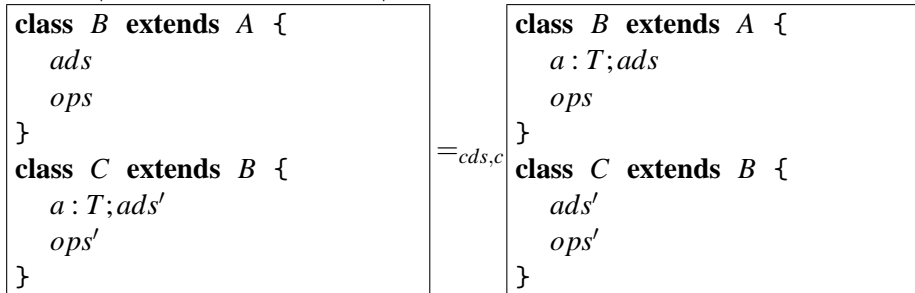 class B extends A {
ads
ops
}
class C extends B {
a : T;ads′
ops′
}
=cds,c
class B extends A {
a : T;ads
ops
}
class C extends B {
ads′
ops′
}